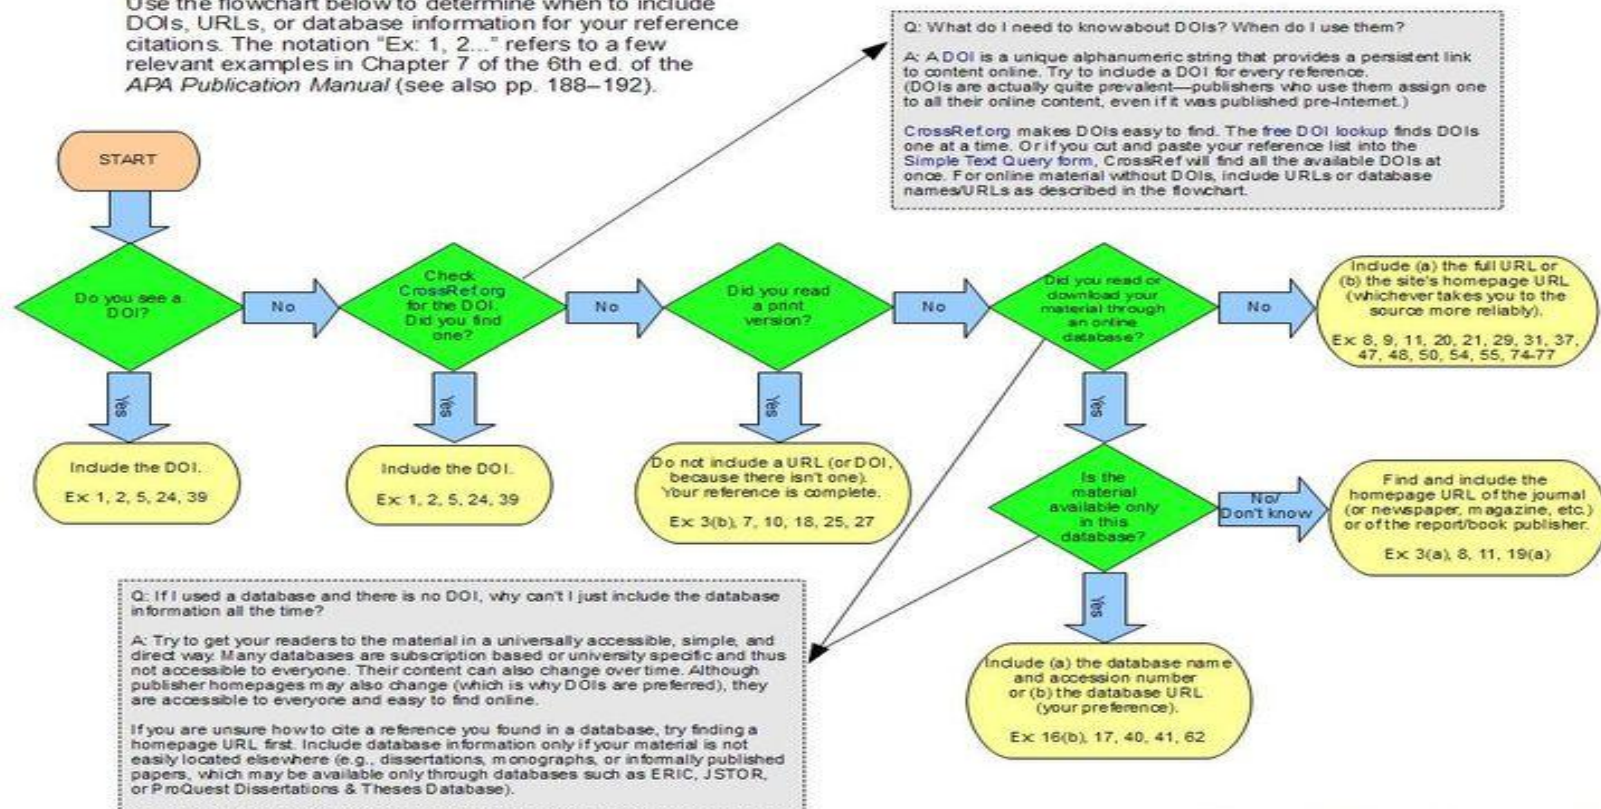 Use the flowchart below to determine when to include
DOIs, URLs, or database information for your reference
citations. The notation "Ex: 1, 2..." refers to a few
relevant examples in Chapter 7 of the 6th ed. of the
APA Publication Manual (see also pp. 188–192).
Q: What do I need to knowabout DOIs? When do I use them?
A: A DOI is a unique alphanumeric string that provides a persistent link
to content online. Try to include a DOI for every reference.
(DOIs are actually quite prevalent—publishers who use them assign one
to all their online content, even if it was published pre-Internet.)
CrossRef.org makes DOIs easy to find. The free DOI lookup finds DOIs
one at a time. Or if you cut and paste your reference list into the
Simple Text Query form, CrossRef will find all the available DOIs at
once. For online material without DOIs, include URLs or database
names/URLs as described in the flowchart.
START
Do you see a
DOI?
No
Check
CrossRef.org
for the DOI.
Did you find
one?
No
Did you read
a print
version?
No
Did you read or
download your
material through
an online
database?
No
Include (a) the full URL or
(b) the site's homepage URL
(whichever takes you to the
source more reliably).
Ex: 8, 9, 11, 20, 21, 29, 31, 37,
47, 48, 50, 54, 55, 74-77
Yes
Yes
Yes
Yes
Include the DOI.
Ex: 1, 2, 5, 24, 39
Include the DOI.
Ex: 1, 2, 5, 24, 39
Do not include a URL (or DOI,
because there isn't one).
Your reference is complete.
Ex: 3(b), 7, 10, 18, 25, 27
Is the
material
available only
in this
database?
No/
Don't know
Find and include the
homepage URL of the journal
(or newspaper, magazine, etc.)
or of the report/book publisher.
Ex: 3(a), 8, 11, 19(a)
Yes
Include (a) the database name
and accession number
or (b) the database URL
(your preference).
Ex: 16(b), 17, 40, 41, 62
Q: If I used a database and there is no DOI, why can't I just include the database
information all the time?
A: Try to get your readers to the material in a universally accessible, simple, and
direct way. Many databases are subscription based or university specific and thus
not accessible to everyone. Their content can also change over time. Although
publisher homepages may also change (which is why DOIs are preferred), they
are accessible to everyone and easy to find online.
If you are unsure how to cite a reference you found in a database, try finding a
homepage URL first. Include database information only if your material is not
easily located elsewhere (e.g., dissertations, monographs, or informally published
papers, which may be available only through databases such as ERIC, JSTOR,
or ProQuest Dissertations & Theses Database).